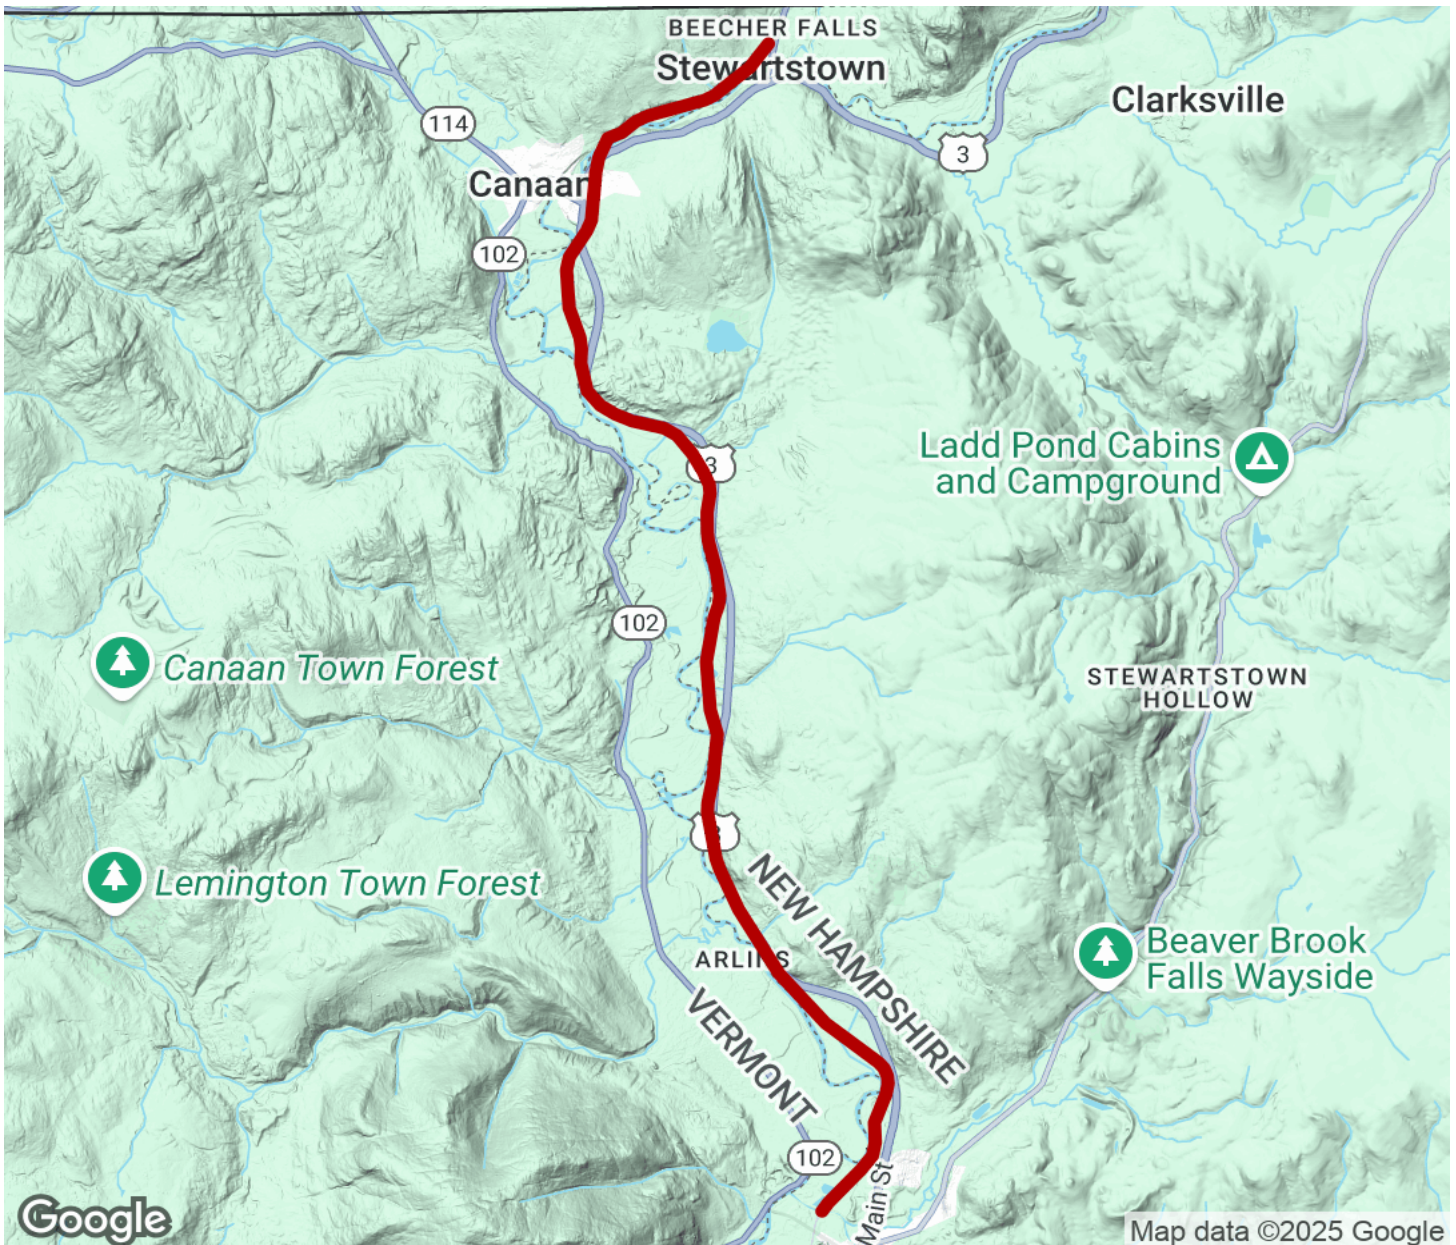 BEECHER FALLS
Stewartstown
Clarksville
114
3
Canaan
102
Ladd Pond Cabins
and Campground
3
102
Canaan Town Forest
STEWARTSTOWN
HOLLOW
NEW HAMPSHIRE
Lemington Town Forest
Beaver Brook
Falls Wayside
VERMONT
102
Main St
Google
Map data ©2025 Google